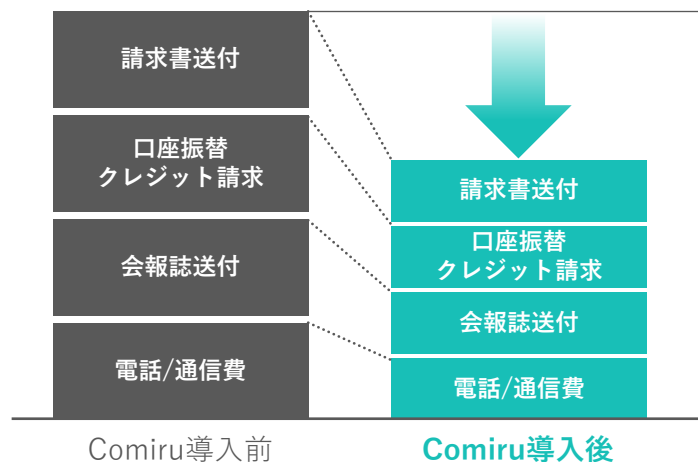 請求書送付
口座振替
クレジット請求
会報誌送付
電話/通信費
Comiru導入前
請求書送付
口座振替
クレジット請求
会報誌送付
電話/通信費
Comiru導入後